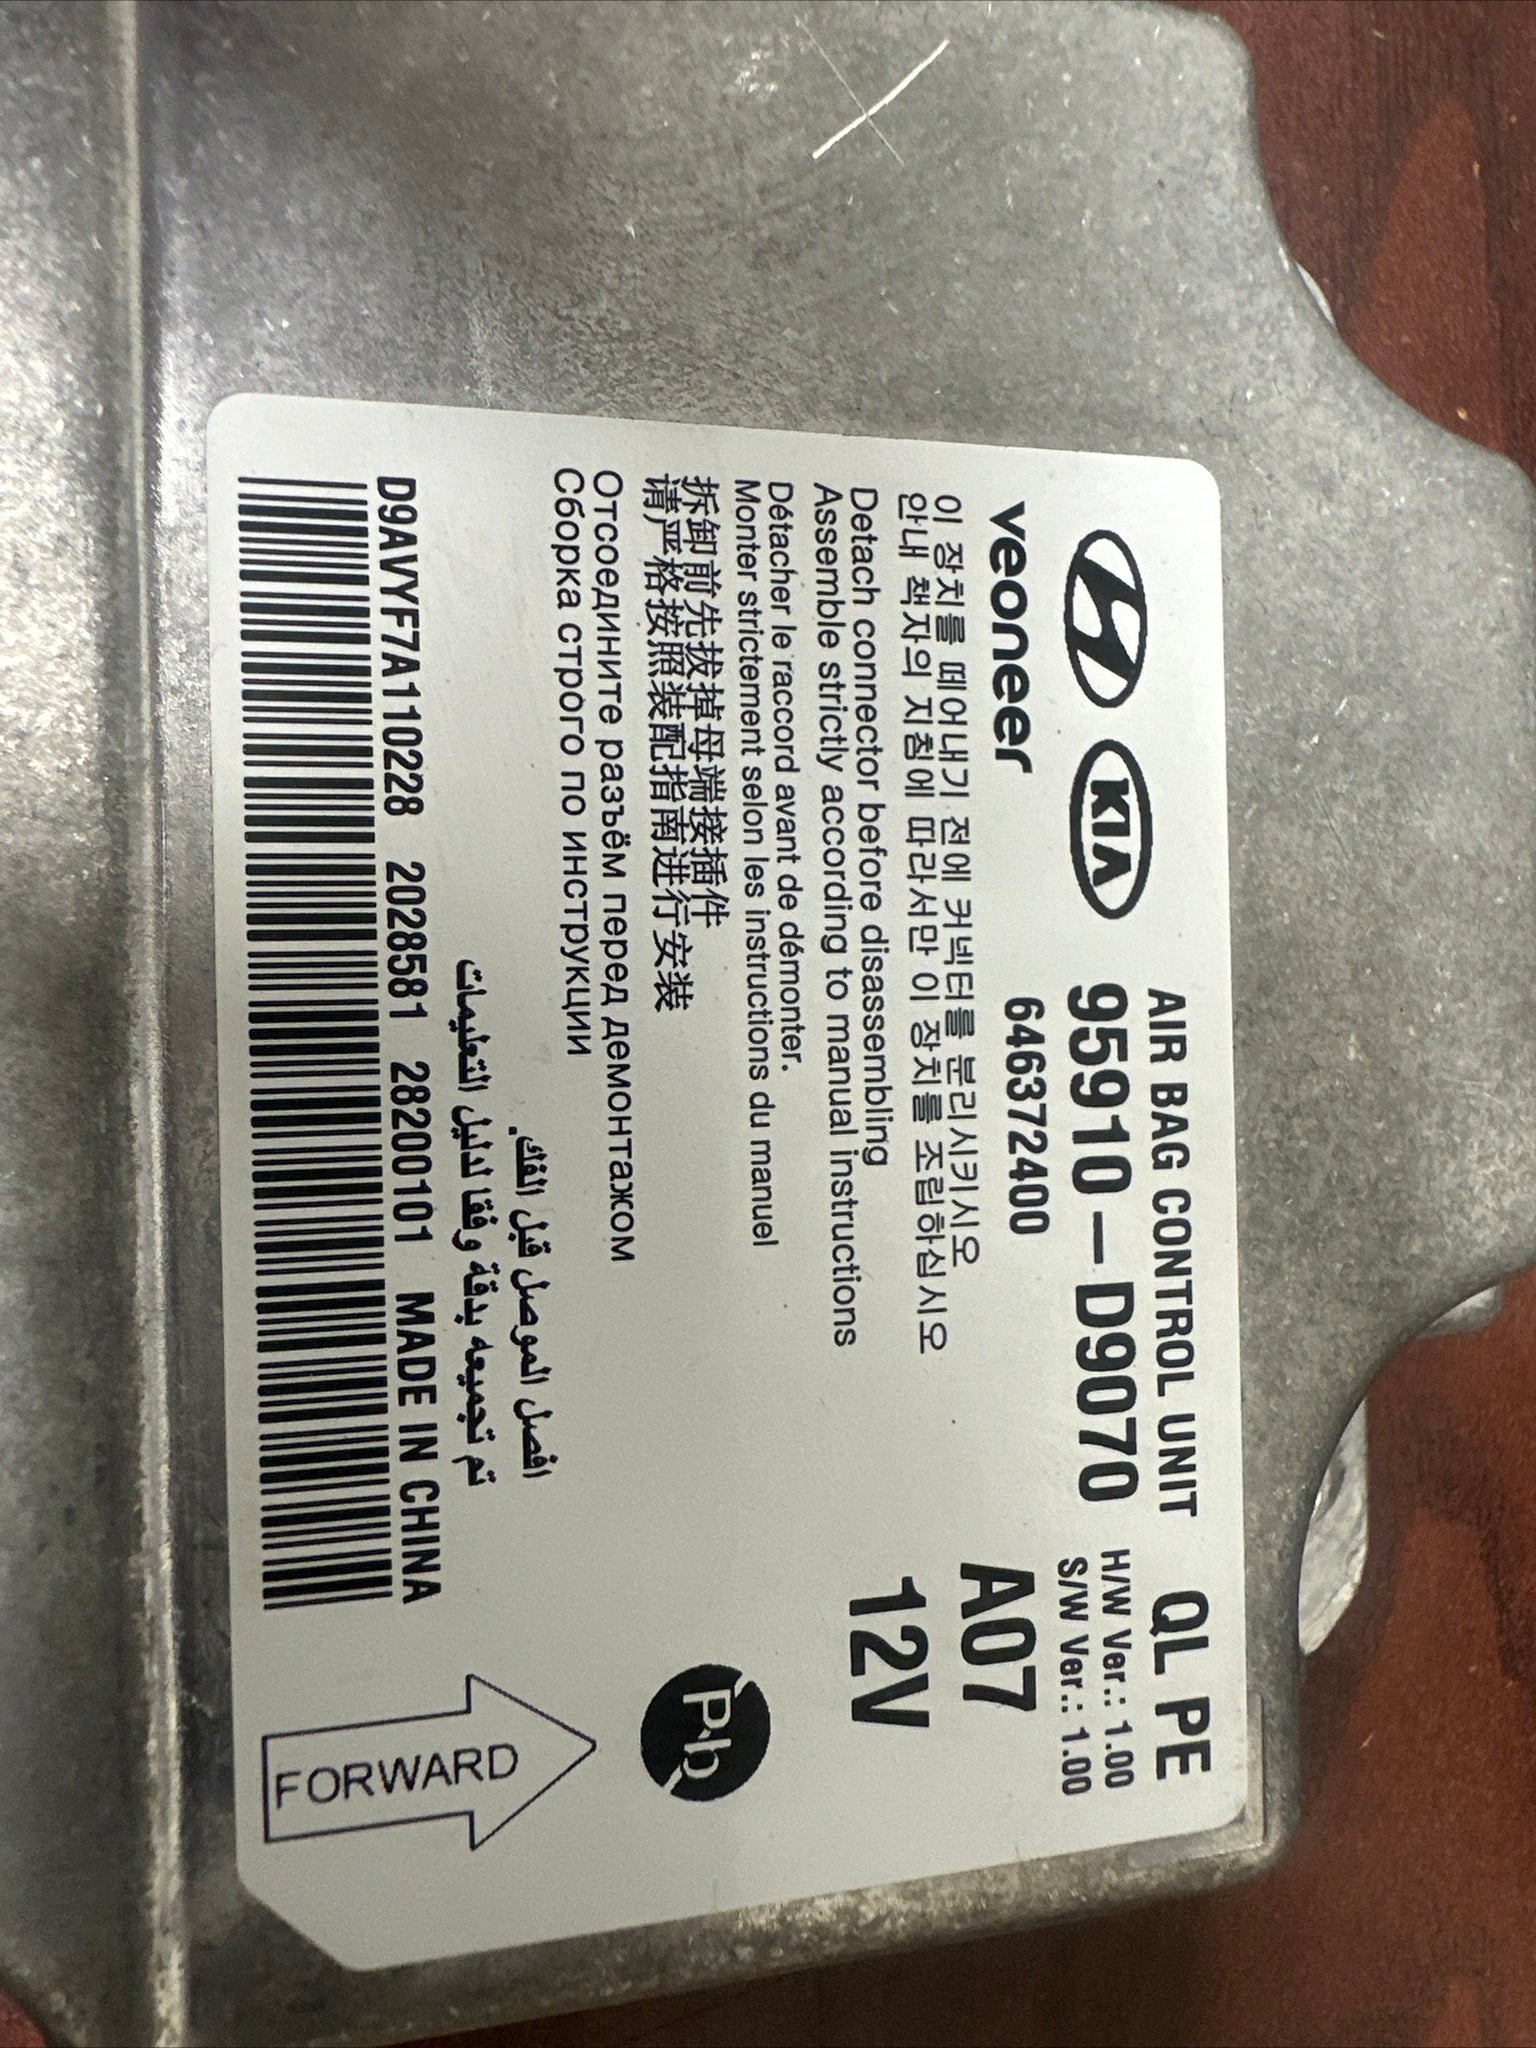 KIA
AIR BAG CONTROL UNIT QL PE
95910-D9070
H/W Ver.: 1.00
S/W Ver.: 1.00
veoneer 646372400
A07
12V
이 장치를 떼어내기 전에 커넥터를 분리시키시오
안내 책자의 지침에 따라서만 이 장치를 조립하십시오
Detach connector before disassembling
Assemble strictly according to manual instructions
Détacher le raccord avant de démonter.
Monter strictement selon les instructions du manuel
拆卸前先拔掉母端接插件
请严格按照装配指南进行安装
Отсоедините разъём перед демонтажом
Сборка строго по инструкции
Pb
افصل الموصل قبل الفك.
تم تجميعه بدقة وفقا لدليل التعليمات
D9AVYF7A110228 2028581 28200101 MADE IN CHINA
FORWARD